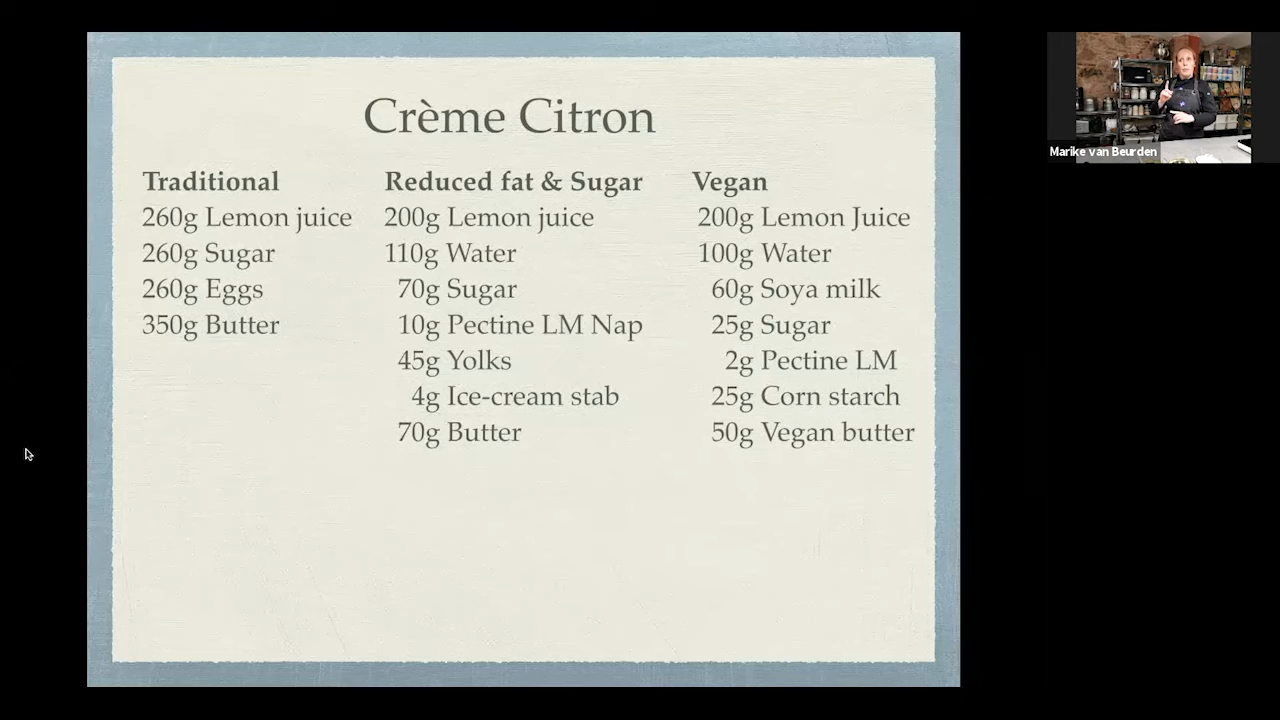 Crème Citron
Traditional
260g Lemon juice
260g Sugar
260g Eggs
350g Butter
Reduced fat & Sugar
200g Lemon juice
110g Water
70g Sugar
10g Pectine LM Nap
45g Yolks
4g Ice-cream stab
70g Butter
Vegan
200g Lemon Juice
100g Water
60g Soya milk
25g Sugar
2g Pectine LM
25g Corn starch
50g Vegan butter
Marike van Beurden